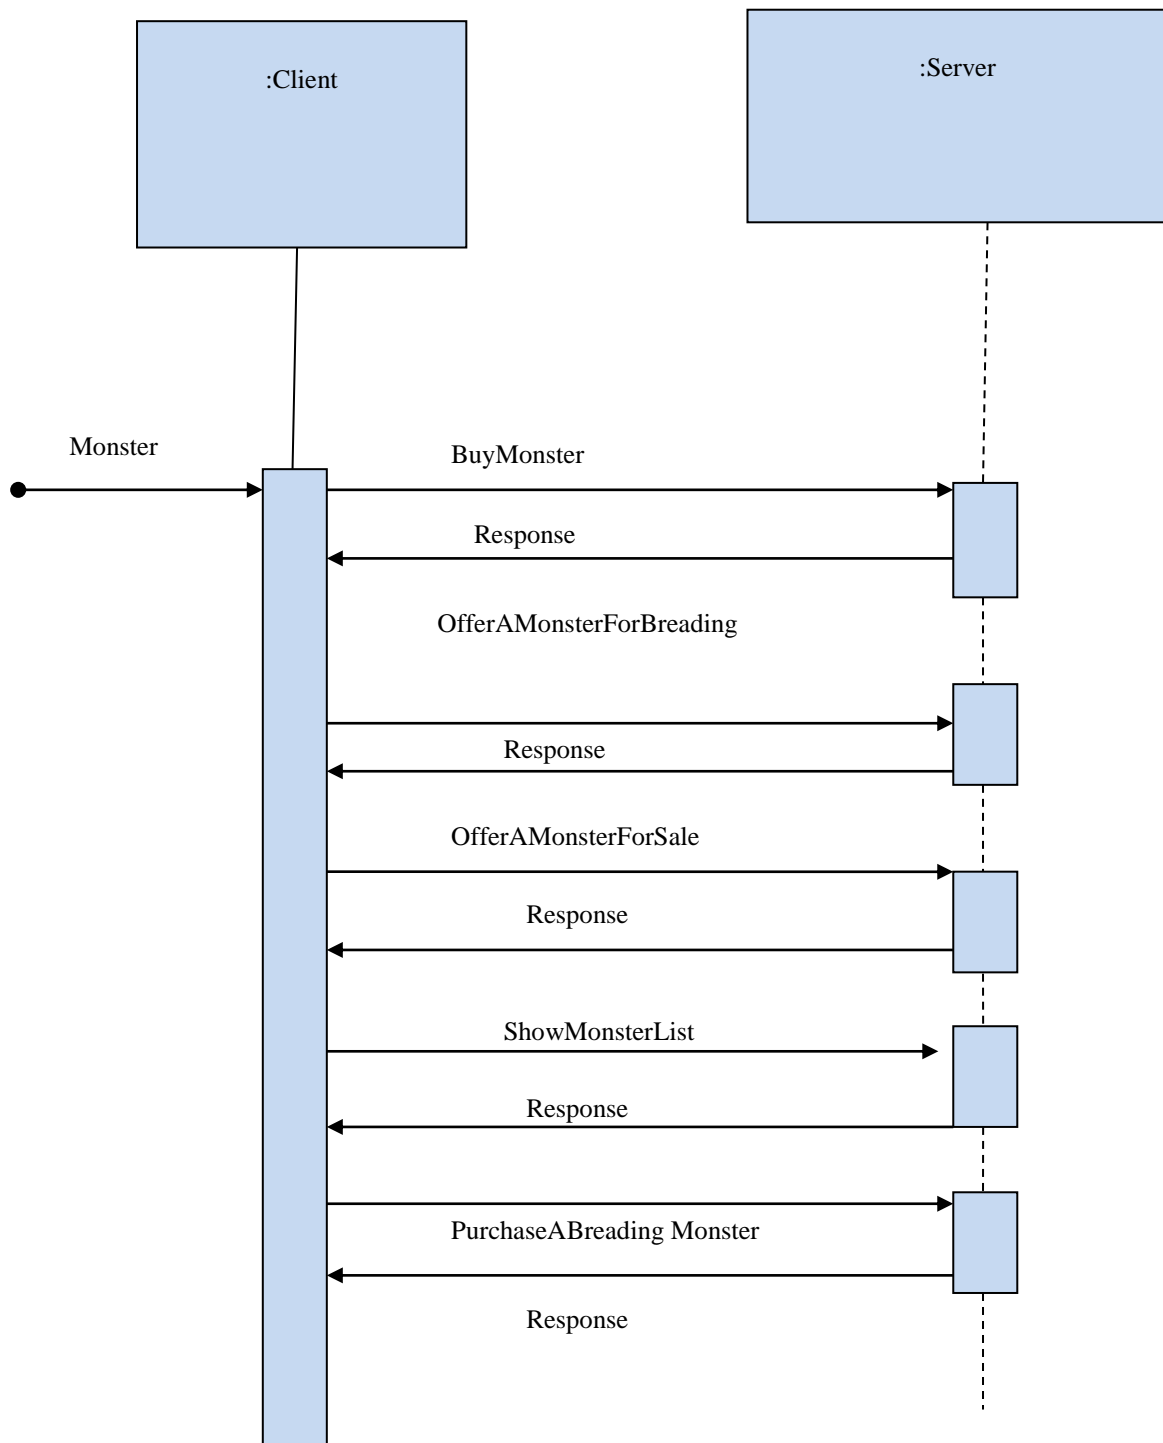 :Client
:Server
Monster
BuyMonster
Response
OfferAMonsterForBreading
Response
OfferAMonsterForSale
Response
ShowMonsterList
Response
PurchaseABreading Monster
Response